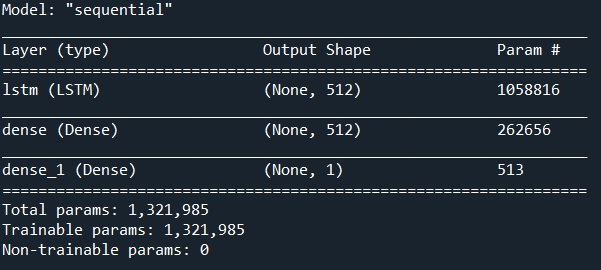 Model: "sequential"
Layer (type) Output Shape Param #
lstm (LSTM) (None, 512) 1058816
dense (Dense) (None, 512) 262656
dense_1 (Dense) (None, 1) 513
Total params: 1,321,985
Trainable params: 1,321,985
Non-trainable params: 0